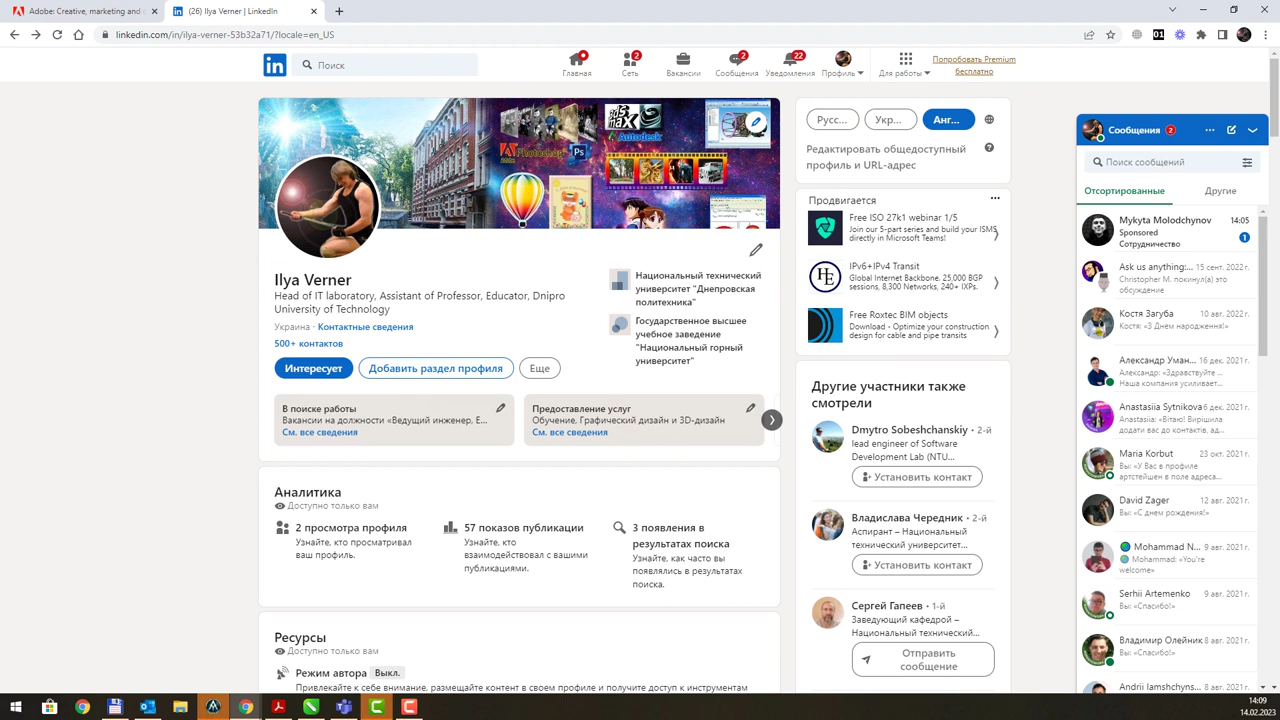 Adobe: Creative, marketing and c
(26) Ilya Verner | LinkedIn
linkedin.com/in/ilya-verner-53b32a71/?locale=en_US
in
Поиск
Главная
2
Сеть
Вакансии
2
Сообщения
22
Уведомления
Профиль
Для работы
Попробовать Premium
бесплатно
Autodesk
Photoshop
Ps
Ilya Verner
Head of IT laboratory, Assistant of Professor, Educator, Dnipro
University of Technology
Украина · Контактные сведения
500+ контактов
Интересует
Добавить раздел профиля
Еще
Национальный технический
университет "Днепровская
политехника"
Государственное высшее
учебное заведение
"Национальный горный
университет"
В поиске работы
Вакансии на должности «Ведущий инженер, Е...
См. все сведения
Предоставление услуг
Обучение, Графический дизайн и 3D-дизайн
См. все сведения
Аналитика
Доступно только вам
2 просмотра профиля
Узнайте, кто просматривал
ваш профиль.
57 показов публикации
Узнайте, кто
взаимодействовал с вашими
публикациями.
3 появления в
результатах поиска
Узнайте, как часто вы
появлялись в результатах
поиска.
Ресурсы
Доступно только вам
Режим автора Выкл.
Привлекайте к себе внимание, размещайте контент в своем профиле и получите доступ к инструментам
Русс...
Укр...
Анг...
Редактировать общедоступный
профиль и URL-адрес
Продвигается
Free ISO 27k1 webinar 1/5
Join our 5-part series and build your ISMS
directly in Microsoft Teams!
HE
IPv6+IPv4 Transit
Global Internet Backbone, 25,000 BGP
sessions, 8,300 Networks, 240+ IXPs.
Free Roxtec BIM objects
Download - Optimize your construction
design for cable and pipe transits
Другие участники также
смотрели
Dmytro Sobeshchanskiy • 2-й
lead engineer of Software
Development Lab (NTU...
Установить контакт
Владислава Чередник • 2-й
Аспирант – Национальный
технический университет...
Установить контакт
Сергей Гапеев • 1-й
Заведующий кафедрой –
Национальный технический...
Отправить
сообщение
Сообщения 2
Поиск сообщений
Отсортированные
Другие
Mykyta Molodchynov 14:05
Sponsored
Сотрудничество
1
Ask us anything:... 15 сент. 2022 г.
Christopher M. покинул(а) это
обсуждение
Костя Загуба 10 авг. 2022 г.
Костя: «З Днем народження!»
Александр Уман... 16 дек. 2021 г.
Александр: «Здравствуйте ...
Наша компания усиливает...
Anastasiia Sytnikova 6 дек. 2021 г.
Anastasiia: «Вітаю! Вирішила
додати вас до контактів, ад...
Maria Korbut 23 окт. 2021 г.
Вы: «У Вас в профиле
артстейшен в поле адреса...
David Zager 12 авг. 2021 г.
Вы: «С днем рождения!»
Mohammad N... 9 авг. 2021 г.
Mohammad: «You're
welcome»
Serhii Artemenko 9 авг. 2021 г.
Вы: «Спасибо!»
Владимир Олейник 8 авг. 2021 г.
Вы: «Спасибо!»
Andrii Iamshchyns... 8 авг. 2021 г.
14:09
14.02.2023